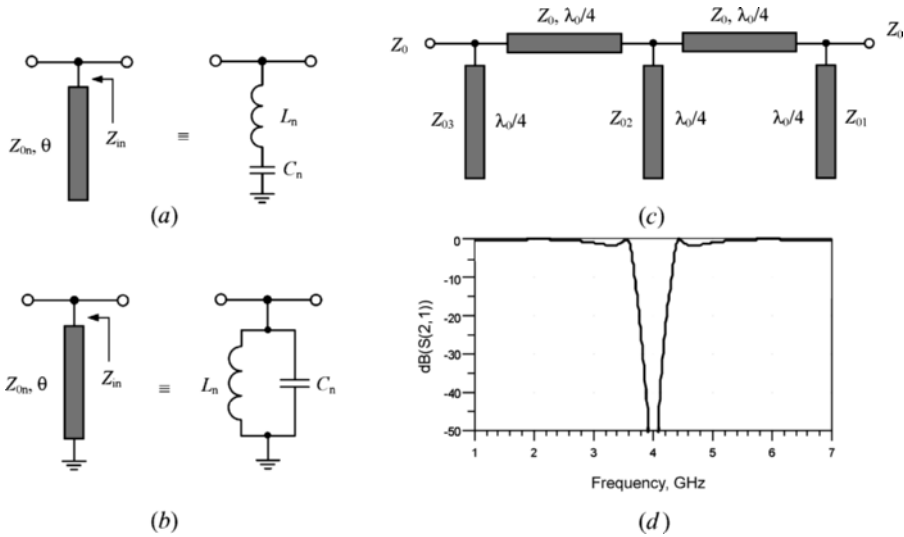 Z0n, θ
Zin
≡
Ln
Cn
(a)
Z0
Z0, λ0/4
Z0, λ0/4
Z0
Z03
λ0/4
Z02
λ0/4
λ0/4
Z01
(c)
Z0n, θ
Zin
≡
Ln
Cn
(b)
dB(S(2,1))
0
-10
-20
-30
-40
-50
1 2 3 4 5 6 7
Frequency, GHz
(d)